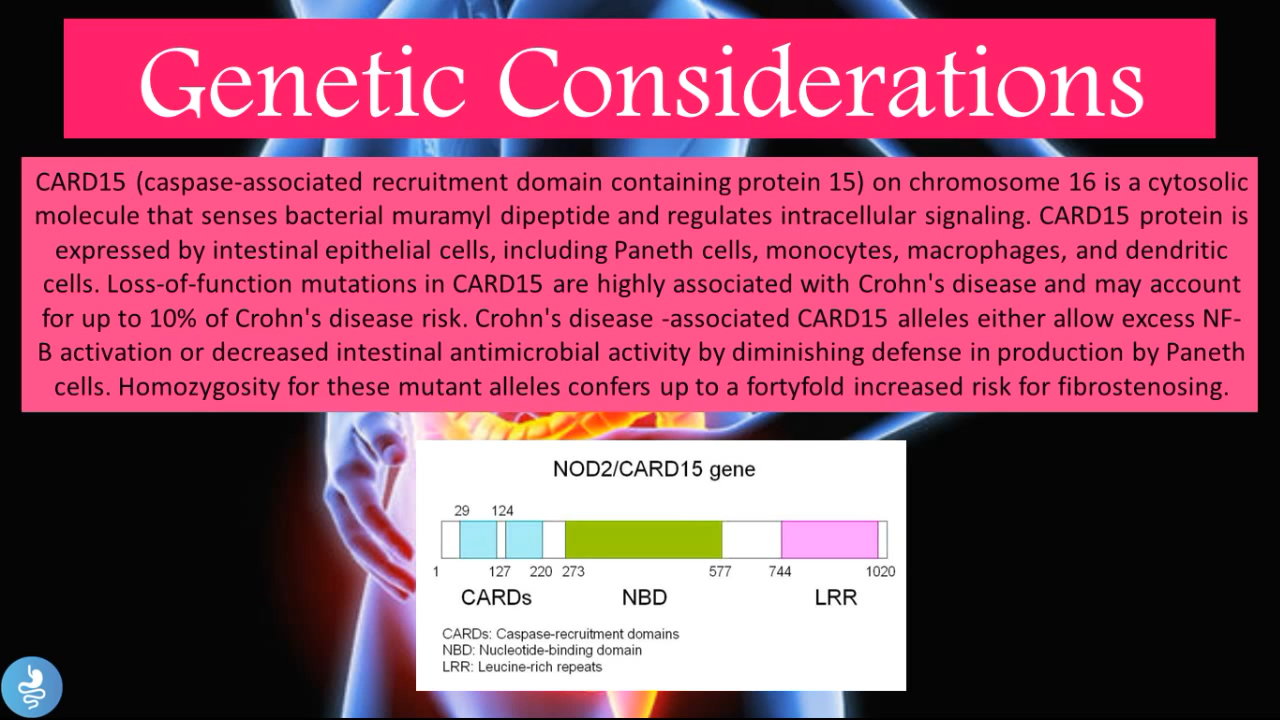 Genetic Considerations
CARD15 (caspase-associated recruitment domain containing protein 15) on chromosome 16 is a cytosolic
molecule that senses bacterial muramyl dipeptide and regulates intracellular signaling. CARD15 protein is
expressed by intestinal epithelial cells, including Paneth cells, monocytes, macrophages, and dendritic
cells. Loss-of-function mutations in CARD15 are highly associated with Crohn's disease and may account
for up to 10% of Crohn's disease risk. Crohn's disease -associated CARD15 alleles either allow excess NF-
B activation or decreased intestinal antimicrobial activity by diminishing defense in production by Paneth
cells. Homozygosity for these mutant alleles confers up to a fortyfold increased risk for fibrostenosing.
NOD2/CARD15 gene
29 124
1 127 220 273 577 744 1020
CARDs NBD LRR
CARDs: Caspase-recruitment domains
NBD: Nucleotide-binding domain
LRR: Leucine-rich repeats